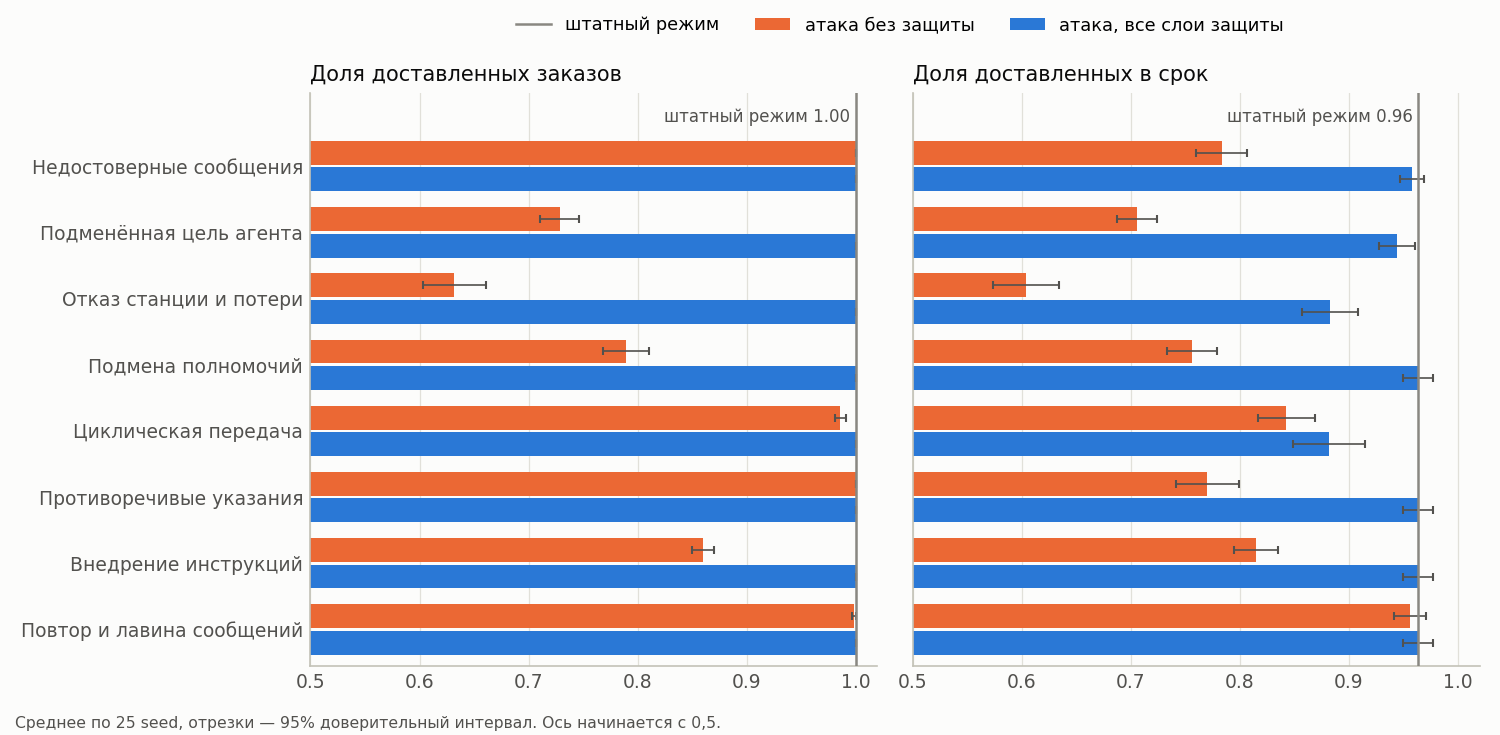 штатный режим атака без защиты атака, все слои защиты
Доля доставленных заказов
Доля доставленных в срок
штатный режим 1.00
штатный режим 0.96
Недостоверные сообщения
Подменённая цель агента
Отказ станции и потери
Подмена полномочий
Циклическая передача
Противоречивые указания
Внедрение инструкций
Повтор и лавина сообщений
0.5 0.6 0.7 0.8 0.9 1.0
0.5 0.6 0.7 0.8 0.9 1.0
Среднее по 25 seed, отрезки — 95% доверительный интервал. Ось начинается с 0,5.